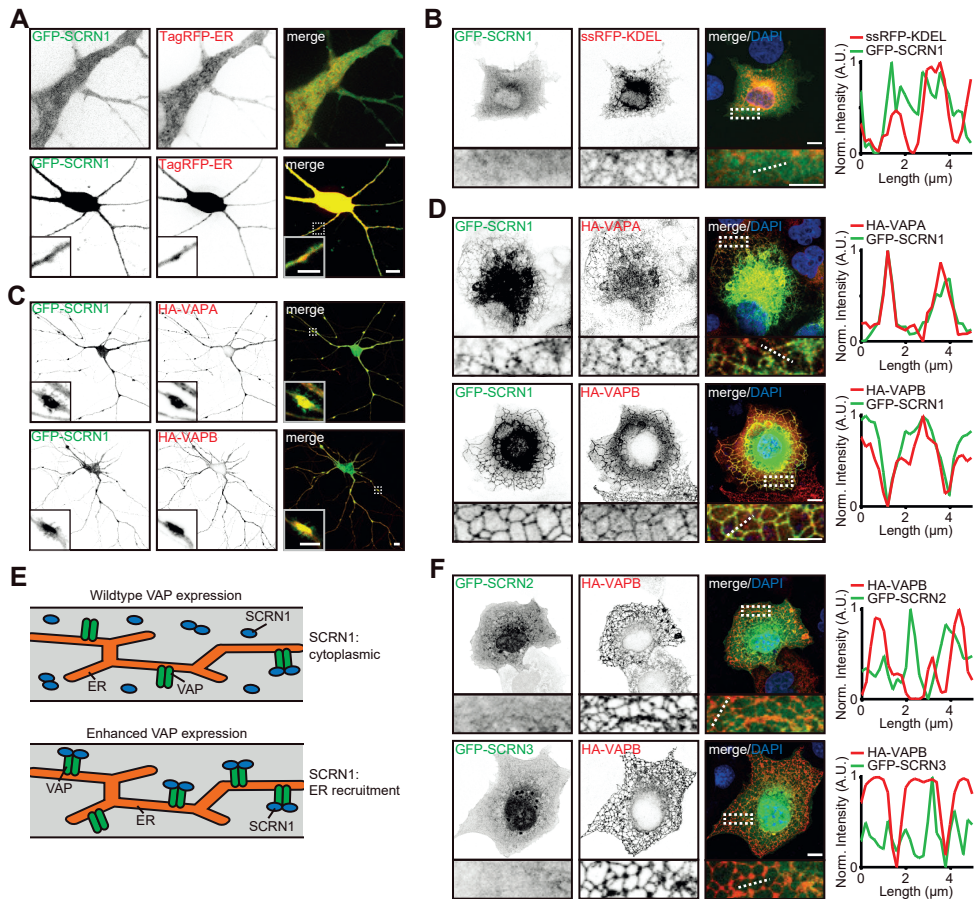 A
GFP-SCRN1
TagRFP-ER
merge
GFP-SCRN1
TagRFP-ER
merge
B
GFP-SCRN1
ssRFP-KDEL
merge/DAPI
ssRFP-KDEL
GFP-SCRN1
Norm. Intensity (A.U.)
1
0
0
2
4
Length (µm)
C
GFP-SCRN1
HA-VAPA
merge
GFP-SCRN1
HA-VAPB
merge
D
GFP-SCRN1
HA-VAPA
merge/DAPI
HA-VAPA
GFP-SCRN1
Norm. Intensity (A.U.)
1
0
0
2
4
Length (µm)
GFP-SCRN1
HA-VAPB
merge/DAPI
HA-VAPB
GFP-SCRN1
Norm. Intensity (A.U.)
1
0
0
2
4
Length (µm)
E
Wildtype VAP expression
SCRN1
SCRN1:
cytoplasmic
ER
VAP
Enhanced VAP expression
VAP
SCRN1:
ER recruitment
ER
SCRN1
F
GFP-SCRN2
HA-VAPB
merge/DAPI
HA-VAPB
GFP-SCRN2
Norm. Intensity (A.U.)
1
0
0
2
4
Length (µm)
GFP-SCRN3
HA-VAPB
merge/DAPI
HA-VAPB
GFP-SCRN3
Norm. Intensity (A.U.)
1
0
0
2
4
Length (µm)